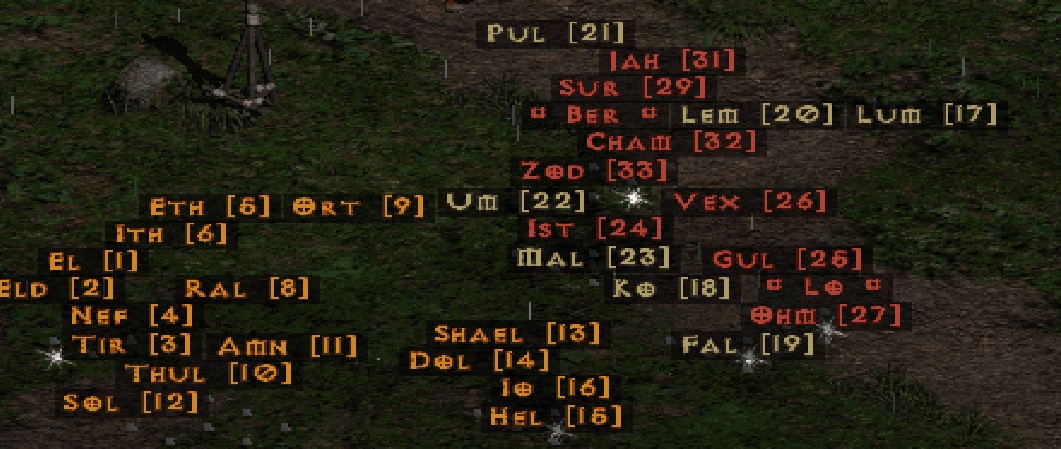 Pul [21]
Jah [31]
Sur [29]
¤ Ber ¤ Lem [20] Lum [17]
Cham [32]
Zod [33]
Eth [5] Ort [9] Um [22] Vex [26]
Ith [6] Ist [24]
El [1] Mal [23] Gul [25]
Eld [2] Ral [8] Ko [18] ¤ Lo ¤
Nef [4] Ohm [27]
Tir [3] Amn [11] Shael [13] Fal [19]
Thul [10] Dol [14]
Sol [12] Io [16]
Hel [15]